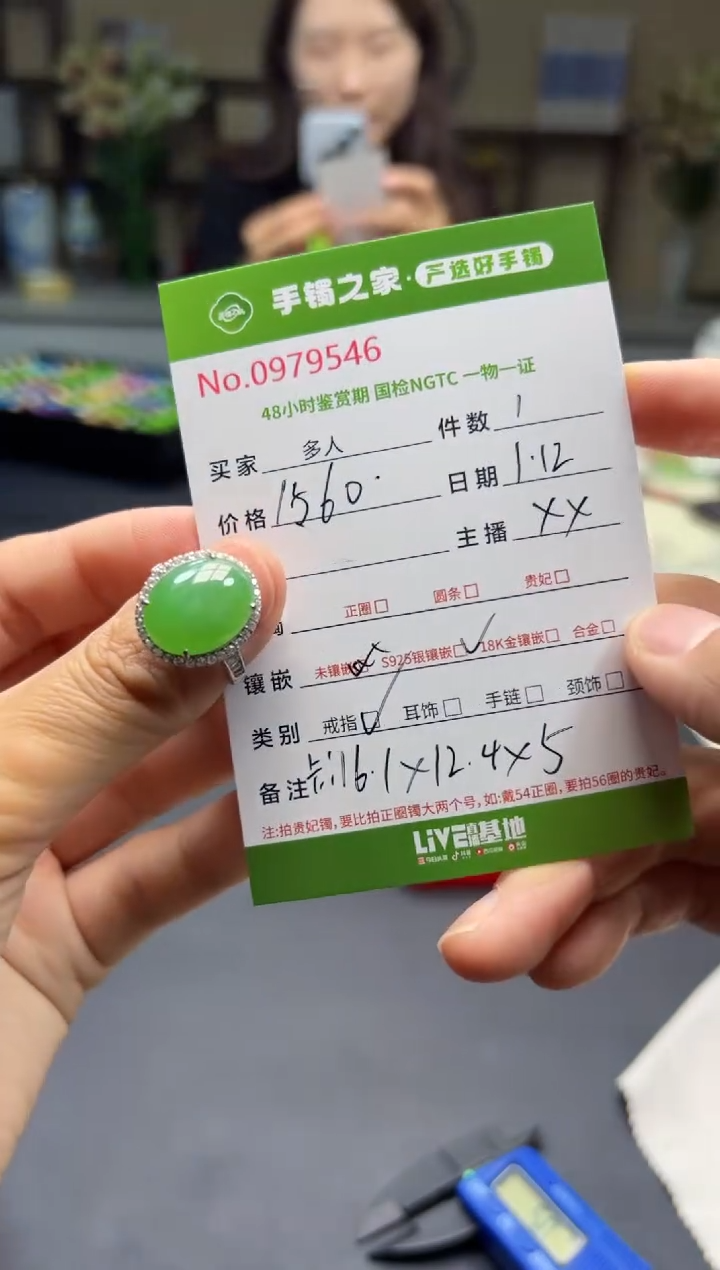 手镯之家·严选好手镯
No.0979546
48小时鉴赏期 国检NGTC 一物一证
买家 多人 件数 1
价格 1560. 日期 1.12
主播 XX
正圈□ 圆条□ 贵妃□
镶嵌 未镶嵌 S925银镶嵌☑ 18K金镶嵌□ 合金□
类别 戒指☑ 耳饰□ 手链□ 颈饰□
备注 16.1×12.4×5
注:拍贵妃镯,要比拍正圈镯大两个号,如:戴54正圈,要拍56圈的贵妃。
LIVE 基地